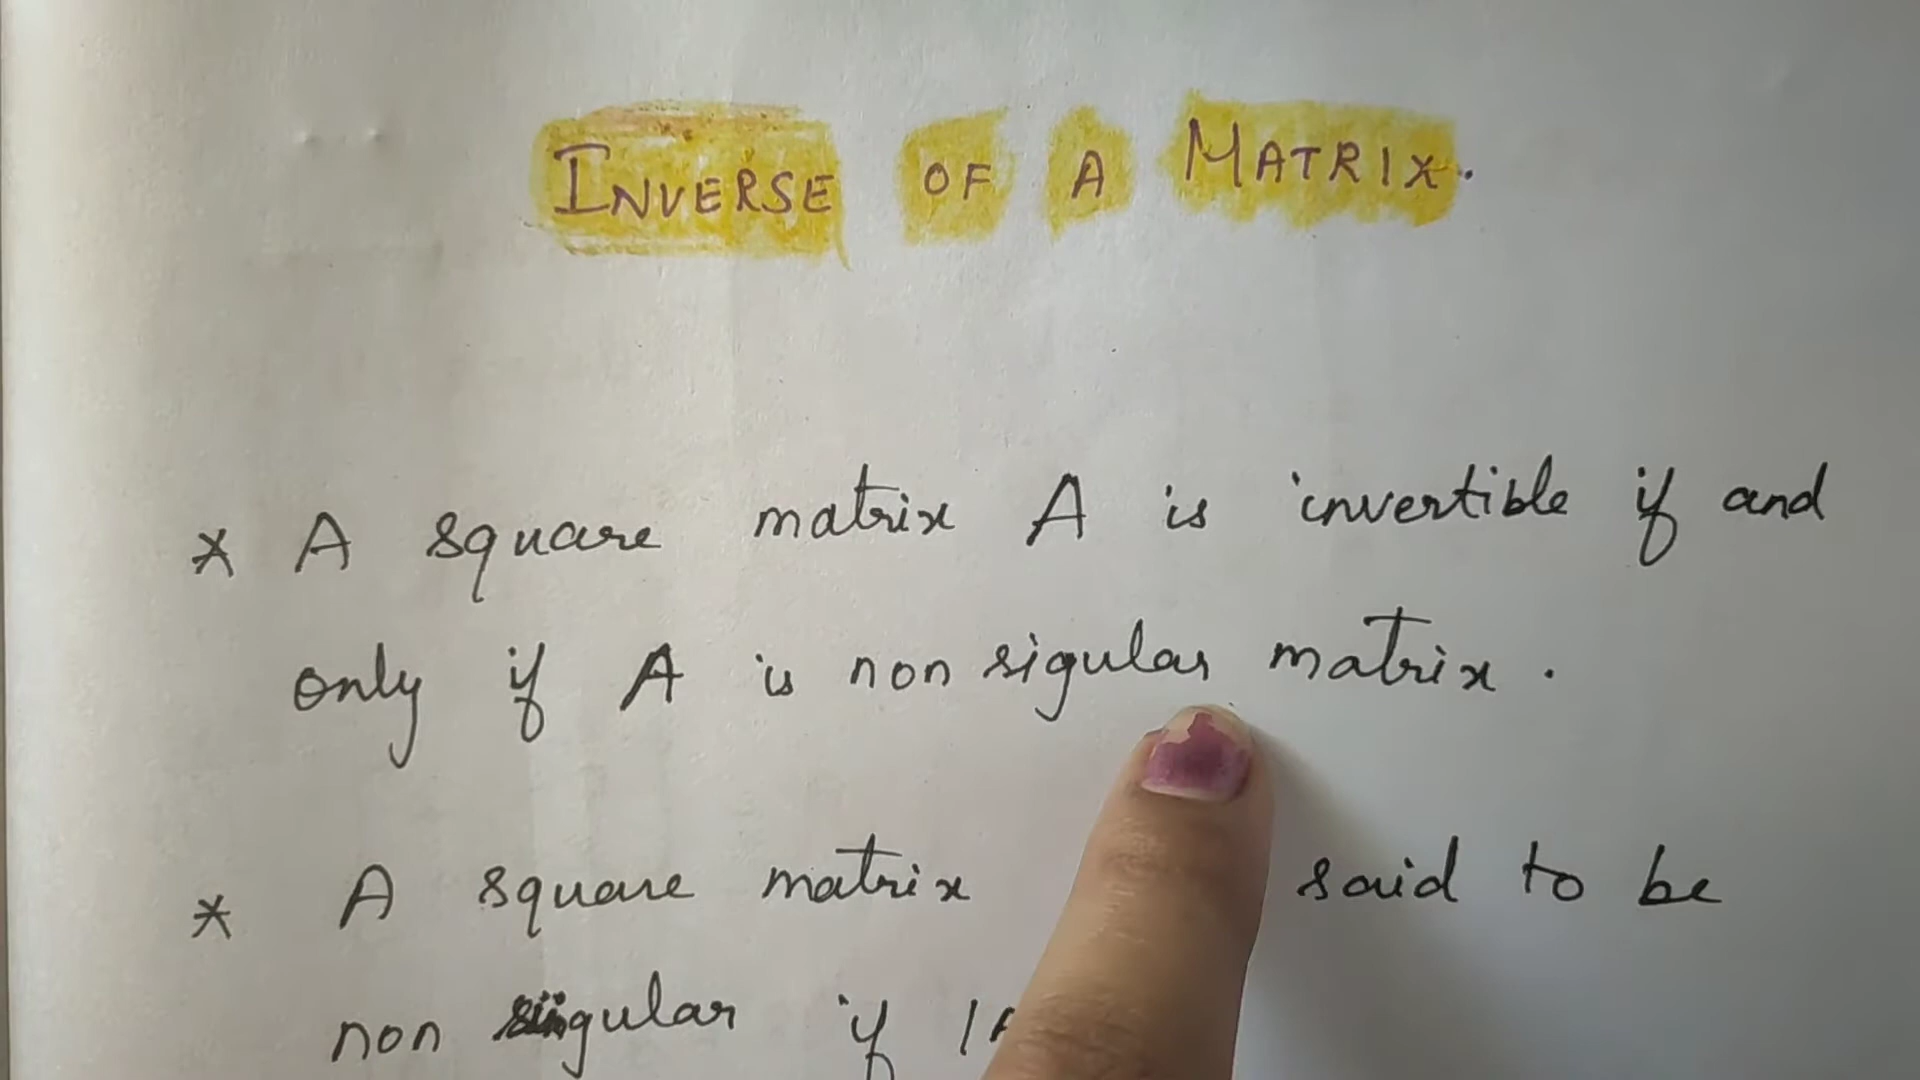 INVERSE OF A MATRIX.
* A square matrix A is invertible if and
only if A is non sigular matrix.
* A square matrix said to be
non singular if |A